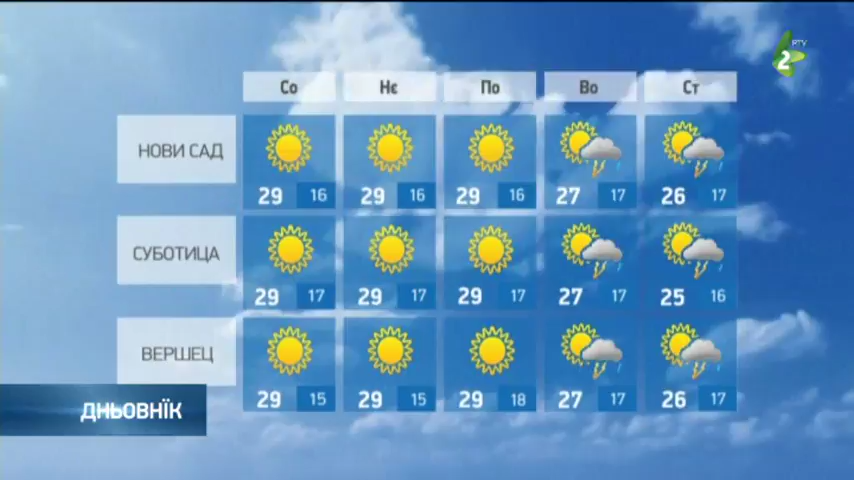 RTV
2
Со Нє По Во Ст
НОВИ САД
29 16 29 16 29 16 27 17 26 17
СУБОТИЦА
29 17 29 17 29 17 27 17 25 16
ВЕРШЕЦ
29 15 29 15 29 18 27 17 26 17
ДНЬОВНЇК